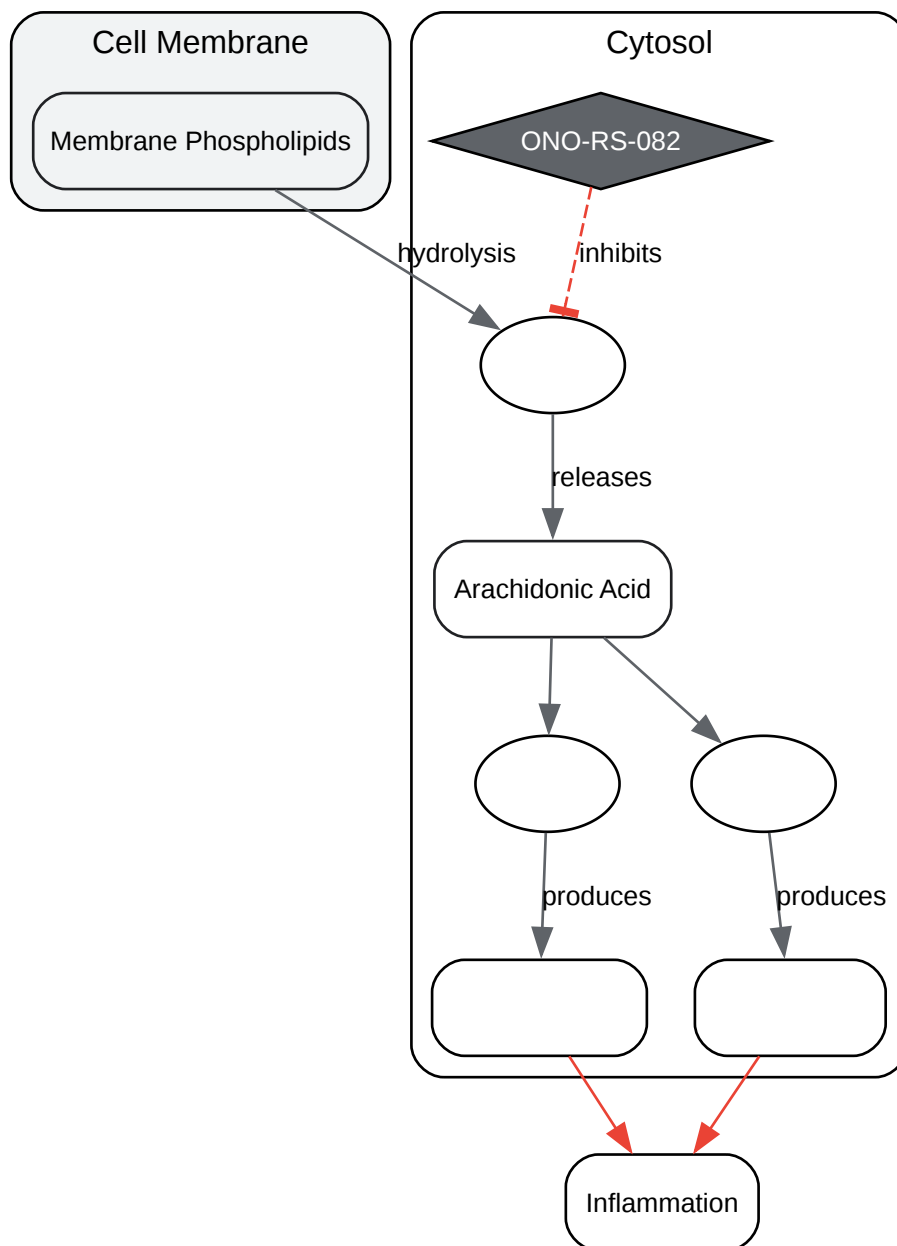 Cell Membrane
Cytosol
Membrane Phospholipids
ONO-RS-082
hydrolysis
inhibits
releases
Arachidonic Acid
produces
produces
Inflammation